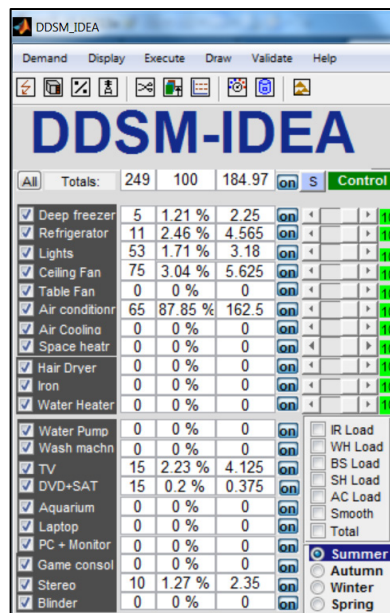 DDSM_IDEA
Demand Display Execute Draw Validate Help
DDSM-IDEA
All Totals: 249 100 184.97 on S Control
Deep freezer 5 1.21 % 2.25 on
Refrigerator 11 2.46 % 4.565 on
Lights 53 1.71 % 3.18 on
Ceiling Fan 75 3.04 % 5.625 on
Table Fan 0 0 % 0 on
Air conditionr 65 87.85 % 162.5 on
Air Cooling 0 0 % 0 on
Space heatr 0 0 % 0 on
Hair Dryer 0 0 % 0 on
Iron 0 0 % 0 on
Water Heater 0 0 % 0 on
Water Pump 0 0 % 0 on IR Load
Wash machn 0 0 % 0 on WH Load
TV 15 2.23 % 4.125 on BS Load
DVD+SAT 15 0.2 % 0.375 on SH Load
Aquarium 0 0 % 0 on AC Load
Laptop 0 0 % 0 on Smooth
PC + Monitor 0 0 % 0 on Total
Game consol 0 0 % 0 on Summer
Stereo 10 1.27 % 2.35 on Autumn
Winter
Blinder 0 0 % 0 on Spring